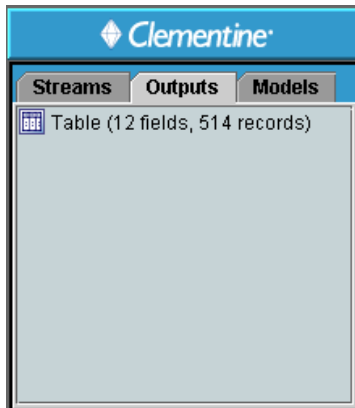 Clementine
Streams Outputs Models
Table (12 fields, 514 records)